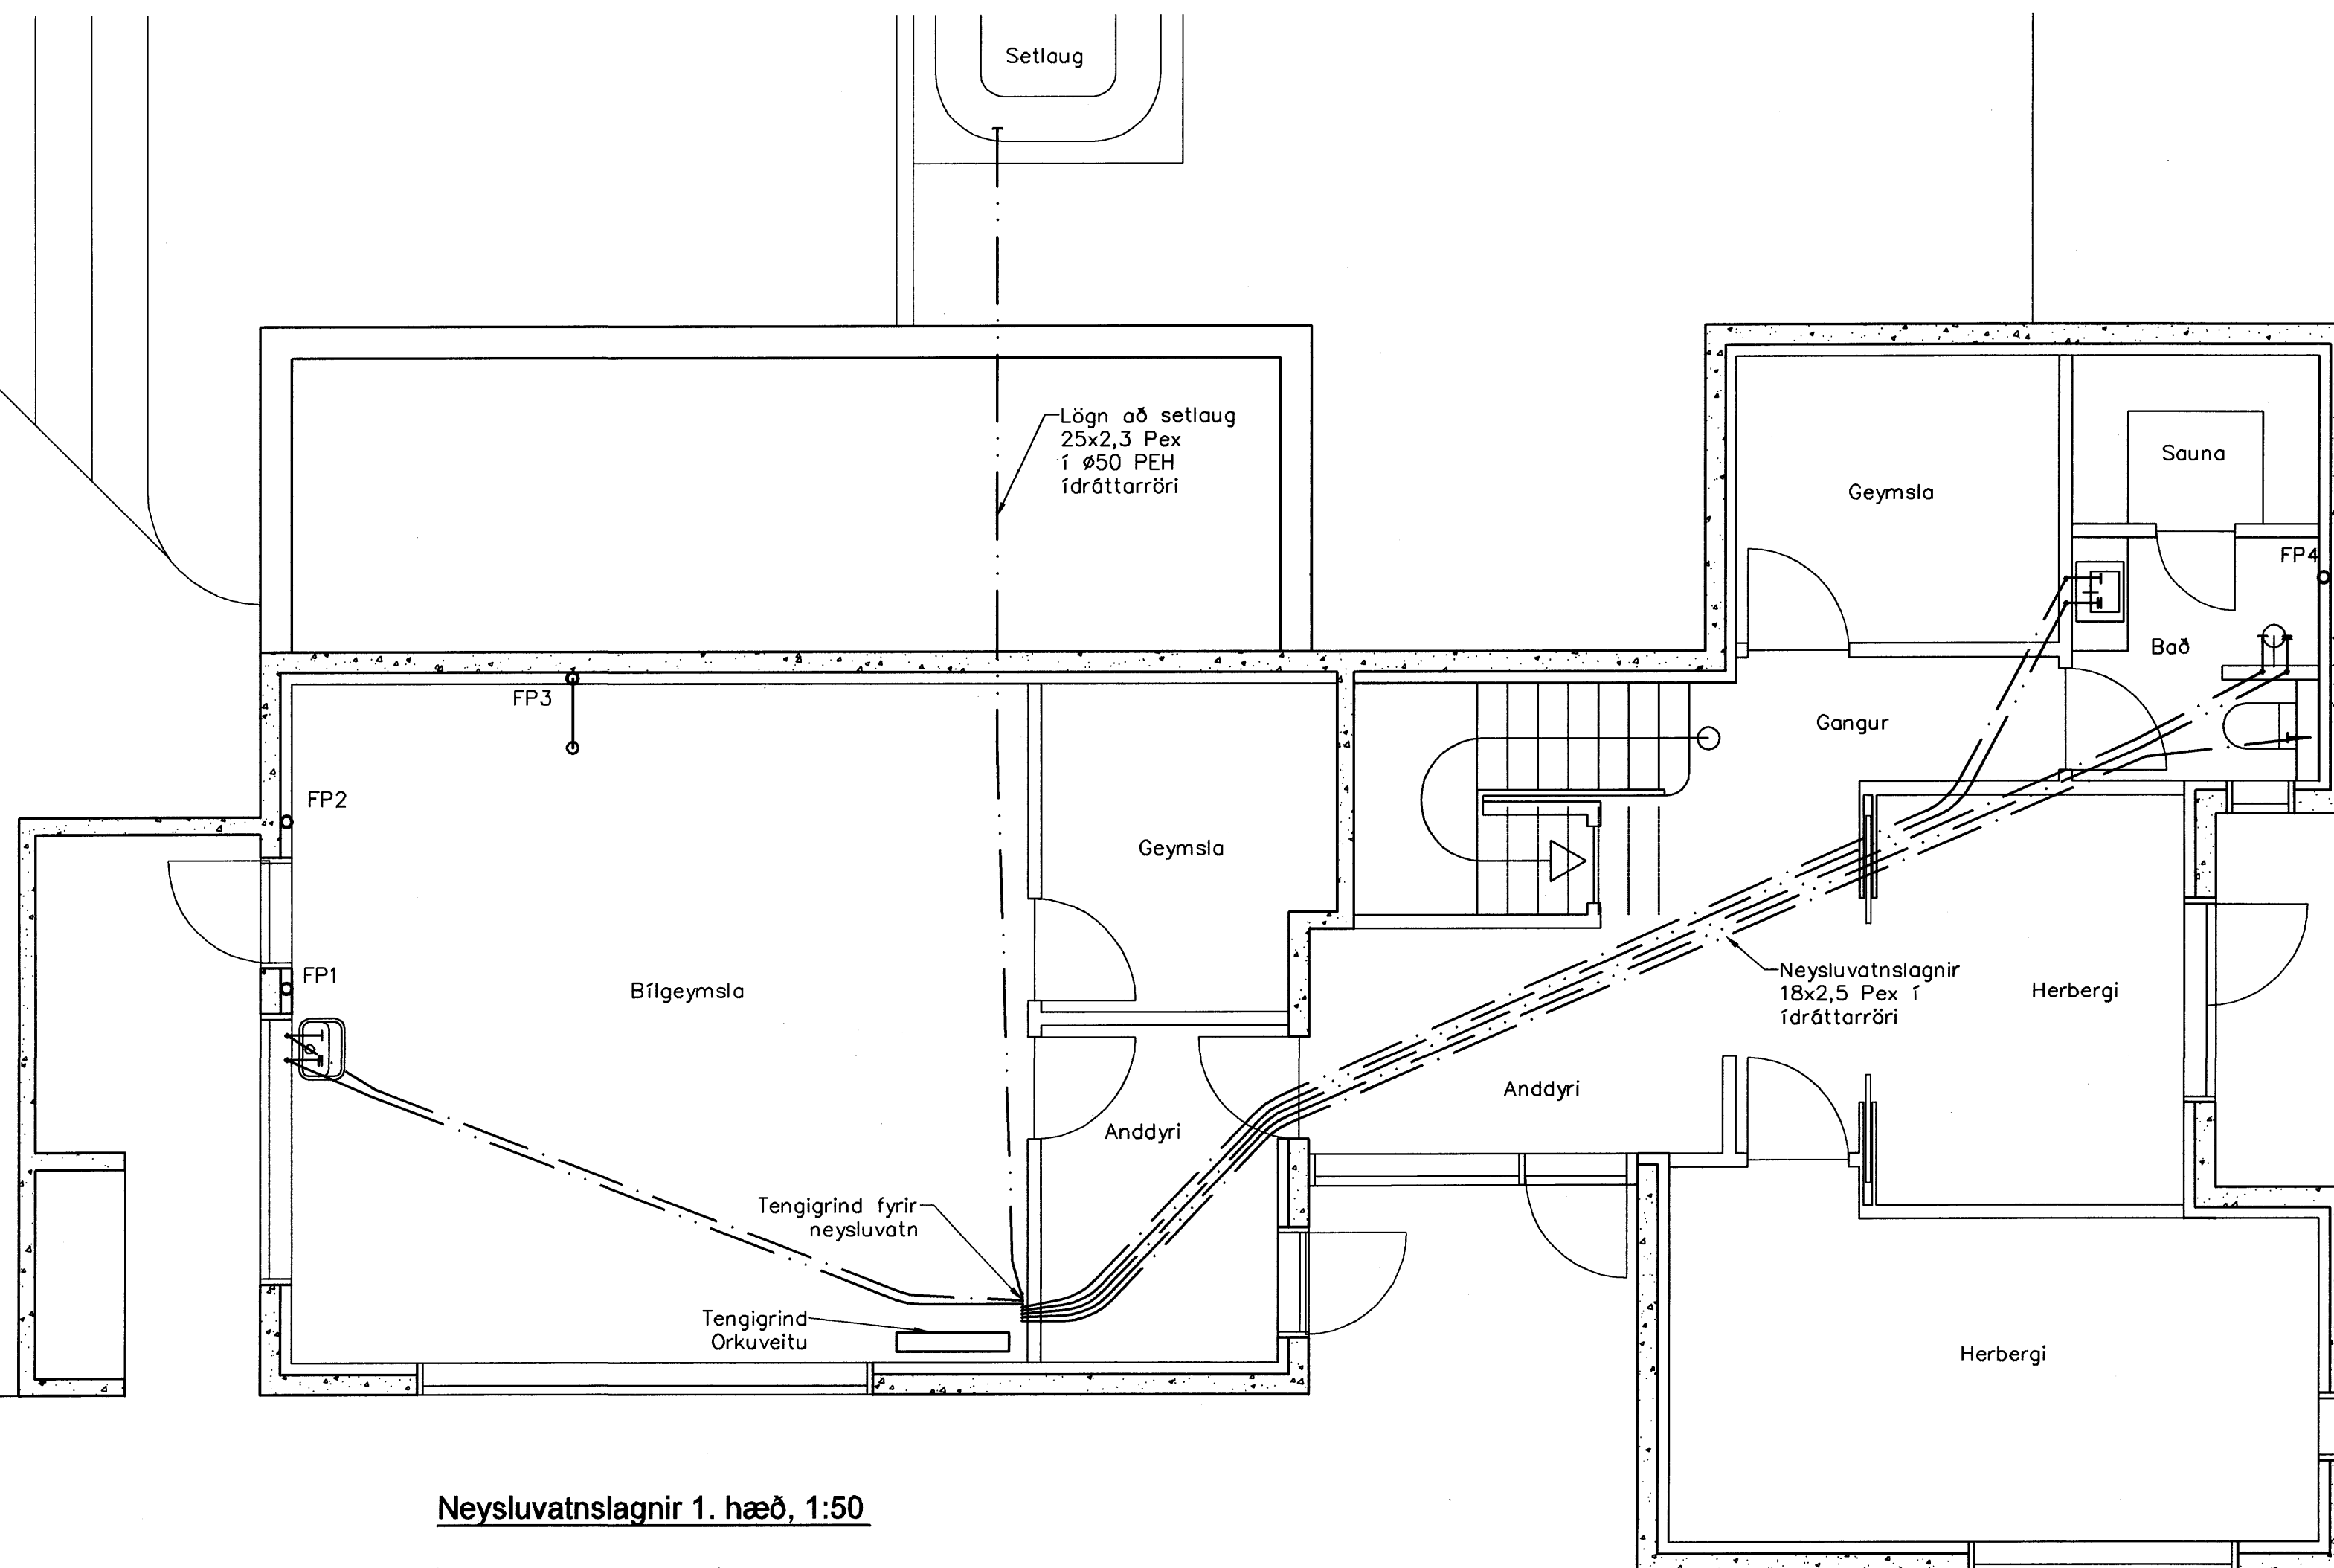 Setlaug
Lögn að setlaug
25x2,3 Pex
í ø50 PEH
ídráttarröri
Sauna
Geymsla
FP4
Bað
FP3
Gangur
FP2
Geymsla
FP1
Bílgeymsla
Neysluvatnslagnir
18x2,5 Pex í
ídráttarröri
Herbergi
Anddyri
Anddyri
Tengigrind fyrir
neysluvatn
Tengigrind
Orkuveitu
Herbergi
Neysluvatnslagnir 1. hæð, 1:50